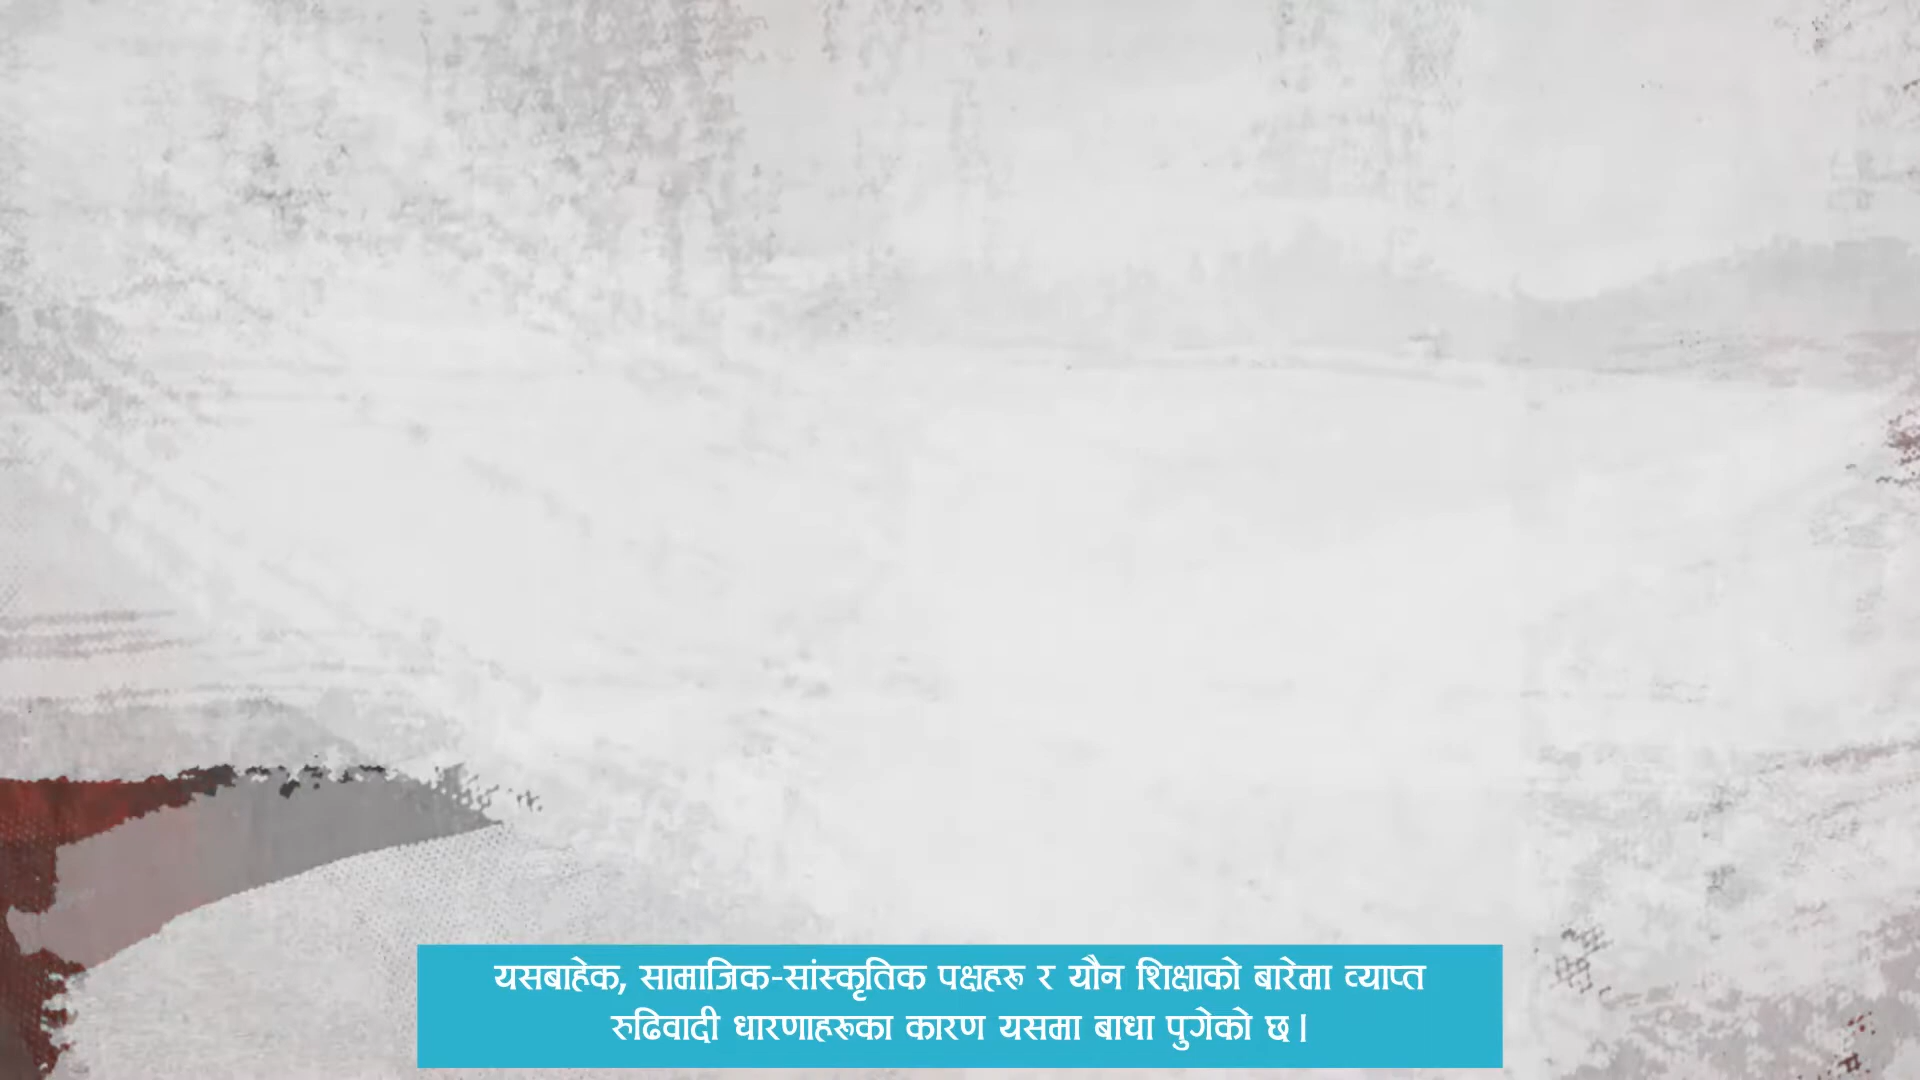 यसबाहेक, सामाजिक-सांस्कृतिक पक्षहरू र यौन शिक्षाको बारेमा व्याप्त
रुढिवादी धारणाहरूका कारण यसमा बाधा पुगेको छ।